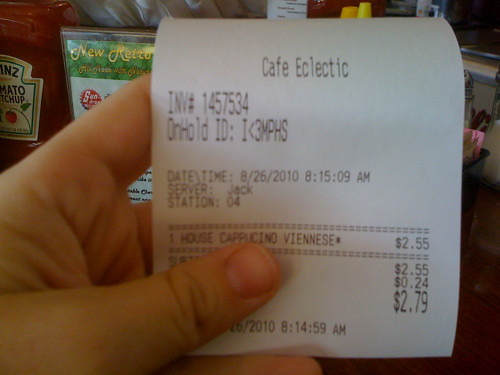 HEINZ
TOMATO
KETCHUP
New Retro
Cafe Eclectic
INV# 1457534
OnHold ID: I<3MPHS
DATE\TIME: 8/26/2010 8:15:09 AM
SERVER: Jack
STATION: 04
1 HOUSE CAPPUCINO VIENNESE* $2.55
$2.55
$0.24
$2.79
26/2010 8:14:59 AM